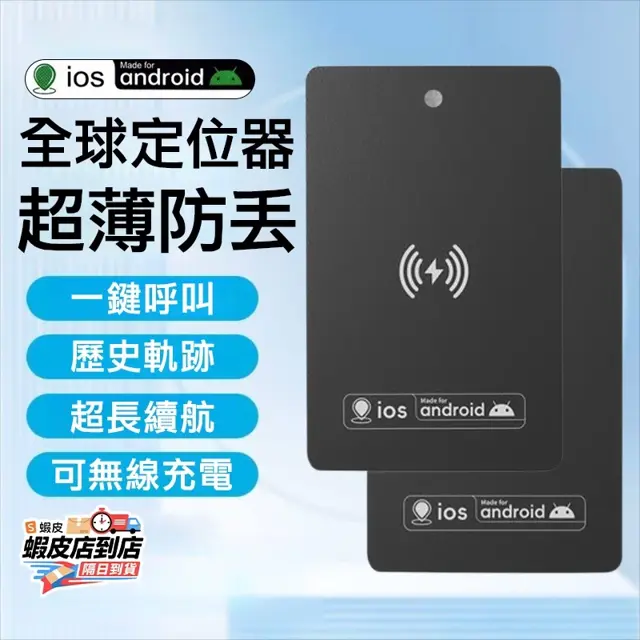 ios Made for android
全球定位器
超薄防丟
一鍵呼叫
歷史軌跡
超長續航
可無線充電
S 蝦皮
蝦皮店到店
隔日到貨
ios Made for android
ios Made for android